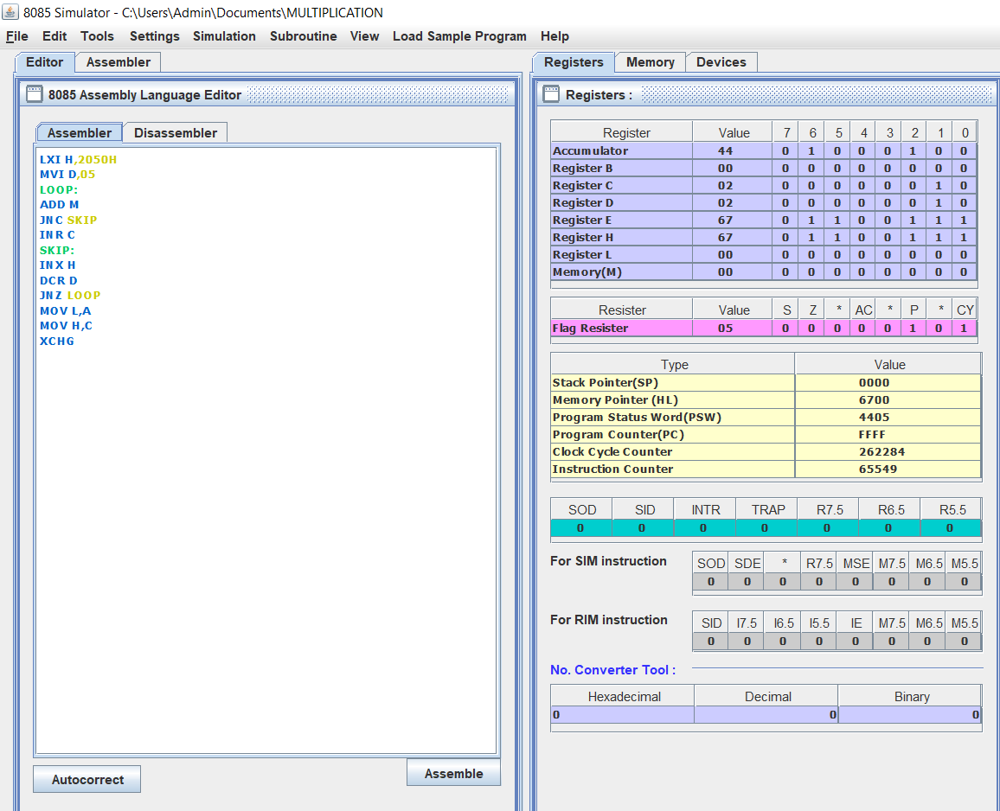 8085 Simulator - C:\Users\Admin\Documents\MULTIPLICATION
File Edit Tools Settings Simulation Subroutine View Load Sample Program Help
Editor Assembler
8085 Assembly Language Editor
Assembler Disassembler
LXI H,2050H
MVI D,05
LOOP:
ADD M
JNC SKIP
INR C
SKIP:
INX H
DCR D
JNZ LOOP
MOV L,A
MOV H,C
XCHG
Autocorrect
Assemble
Registers Memory Devices
Registers :
Register Value 7 6 5 4 3 2 1 0
Accumulator 44 0 1 0 0 0 1 0 0
Register B 00 0 0 0 0 0 0 0 0
Register C 02 0 0 0 0 0 0 1 0
Register D 02 0 0 0 0 0 0 1 0
Register E 67 0 1 1 0 0 1 1 1
Register H 67 0 1 1 0 0 1 1 1
Register L 00 0 0 0 0 0 0 0 0
Memory(M) 00 0 0 0 0 0 0 0 0
Resister Value S Z * AC * P * CY
Flag Resister 05 0 0 0 0 0 1 0 1
Type Value
Stack Pointer(SP) 0000
Memory Pointer (HL) 6700
Program Status Word(PSW) 4405
Program Counter(PC) FFFF
Clock Cycle Counter 262284
Instruction Counter 65549
SOD SID INTR TRAP R7.5 R6.5 R5.5
0 0 0 0 0 0 0
For SIM instruction
SOD SDE * R7.5 MSE M7.5 M6.5 M5.5
0 0 0 0 0 0 0 0
For RIM instruction
SID I7.5 I6.5 I5.5 IE M7.5 M6.5 M5.5
0 0 0 0 0 0 0 0
No. Converter Tool :
Hexadecimal Decimal Binary
0 0 0